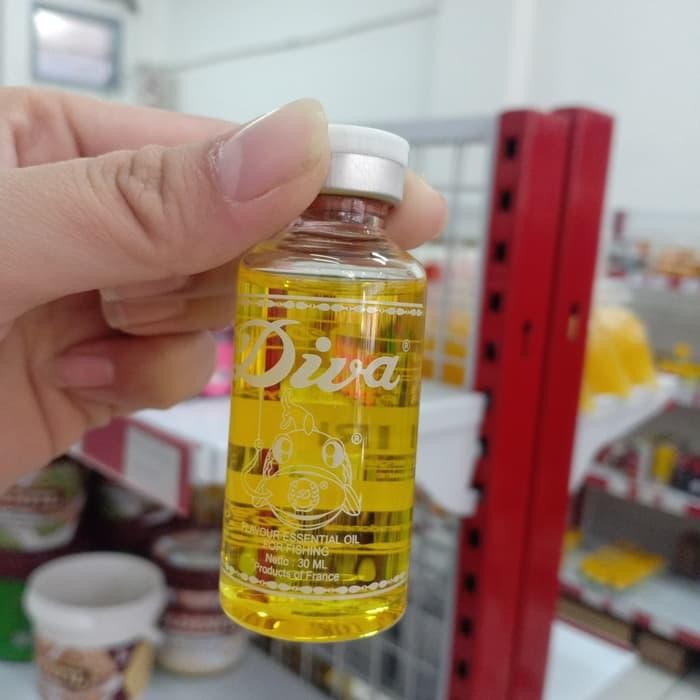 Diva®
®
FLAVOUR ESSENTIAL OIL
FOR FISHING
Netto : 30 ML
Products of France